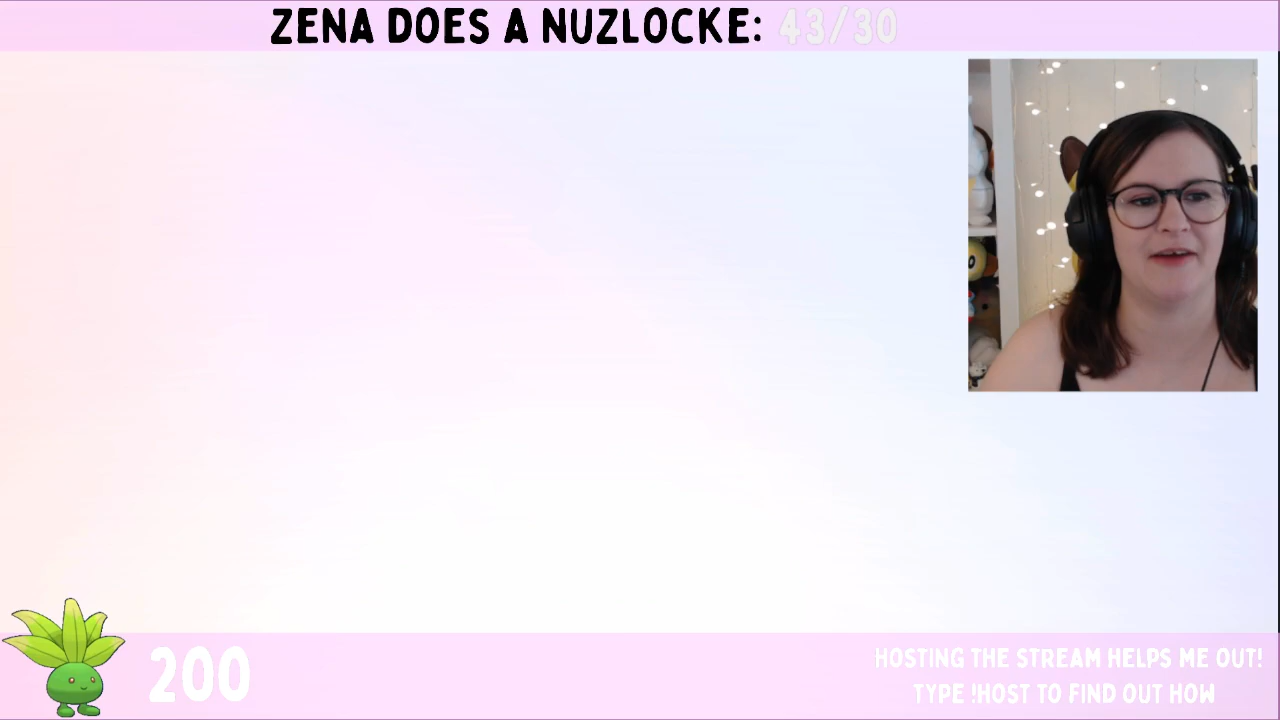 ZENA DOES A NUZLOCKE: 43/30
200
HOSTING THE STREAM HELPS ME OUT!
TYPE !HOST TO FIND OUT HOW